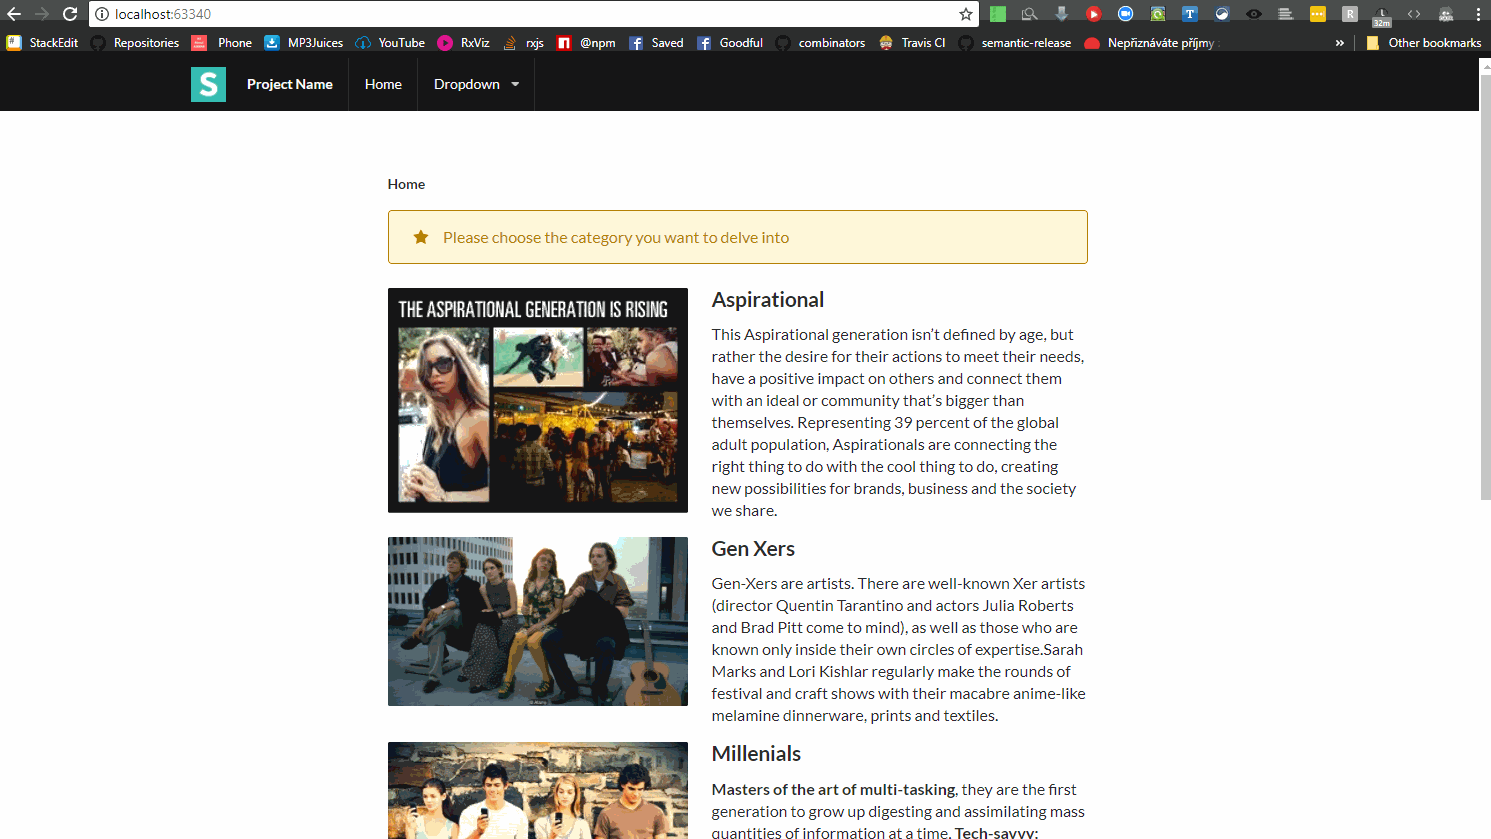 localhost:63340
32m
StackEdit Repositories Phone MP3Juices YouTube RxViz rxjs @npm Saved Goodful combinators Travis CI semantic-release Nepřiznáváte příjmy » Other bookmarks
S Project Name Home Dropdown
Home
Please choose the category you want to delve into
THE ASPIRATIONAL GENERATION IS RISING
Aspirational
This Aspirational generation isn’t defined by age, but
rather the desire for their actions to meet their needs,
have a positive impact on others and connect them
with an ideal or community that’s bigger than
themselves. Representing 39 percent of the global
adult population, Aspirationals are connecting the
right thing to do with the cool thing to do, creating
new possibilities for brands, business and the society
we share.
Gen Xers
Gen-Xers are artists. There are well-known Xer artists
(director Quentin Tarantino and actors Julia Roberts
and Brad Pitt come to mind), as well as those who are
known only inside their own circles of expertise.Sarah
Marks and Lori Kishlar regularly make the rounds of
festival and craft shows with their macabre anime-like
melamine dinnerware, prints and textiles.
Millenials
Masters of the art of multi-tasking, they are the first
generation to grow up digesting and assimilating mass
quantities of information at a time. Tech-savvy: